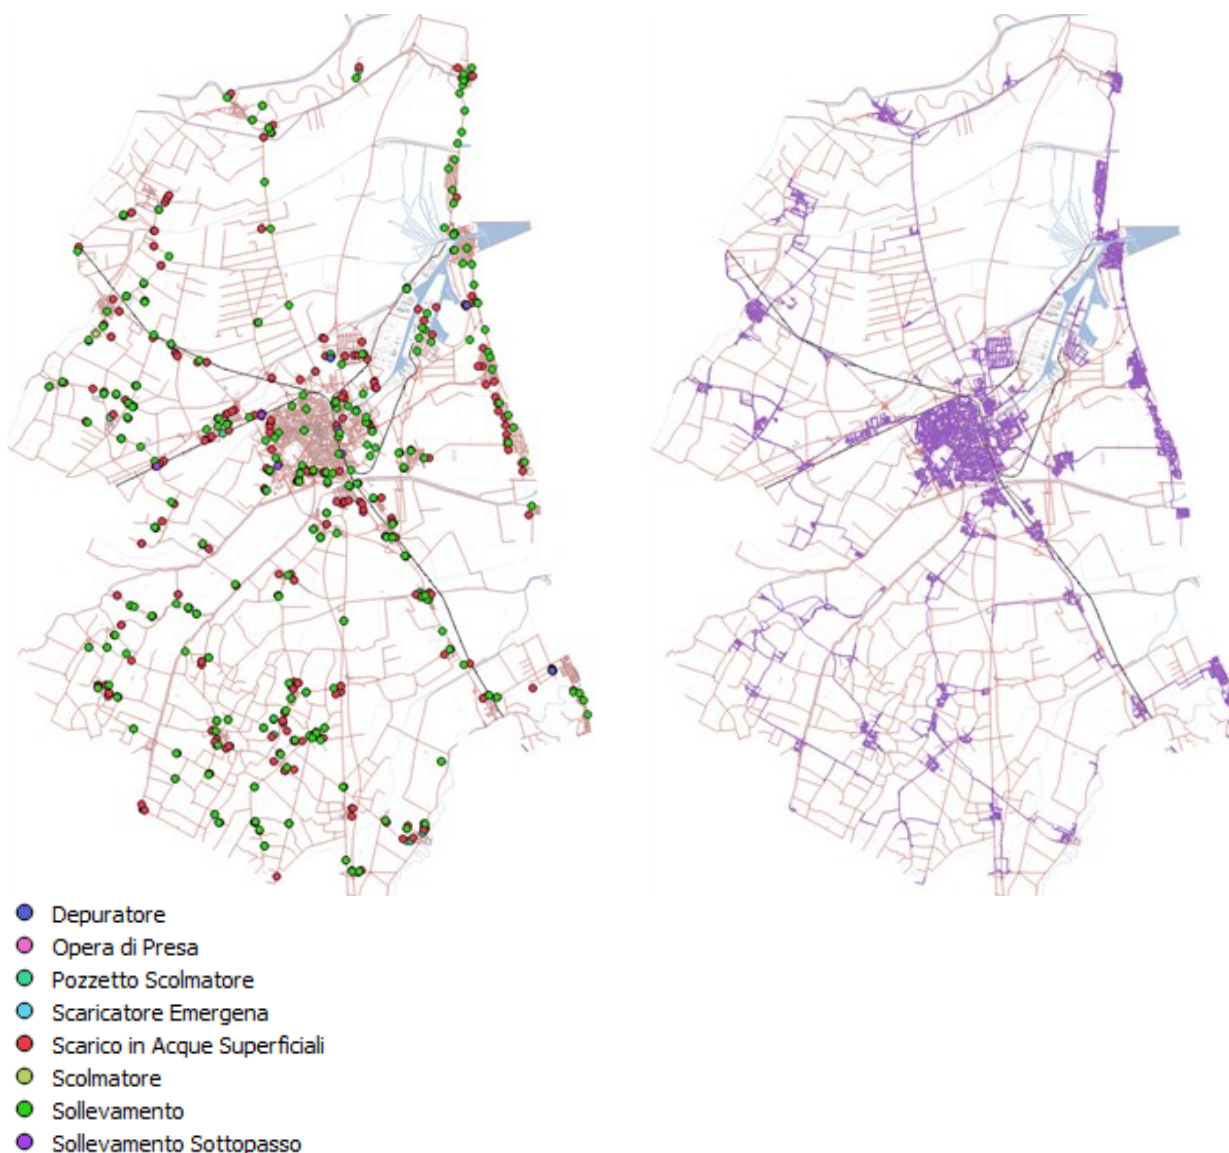 Depuratore
Opera di Presa
Pozzetto Scolmatore
Scaricatore Emergena
Scarico in Acque Superficiali
Scolmatore
Sollevamento
Sollevamento Sottopasso